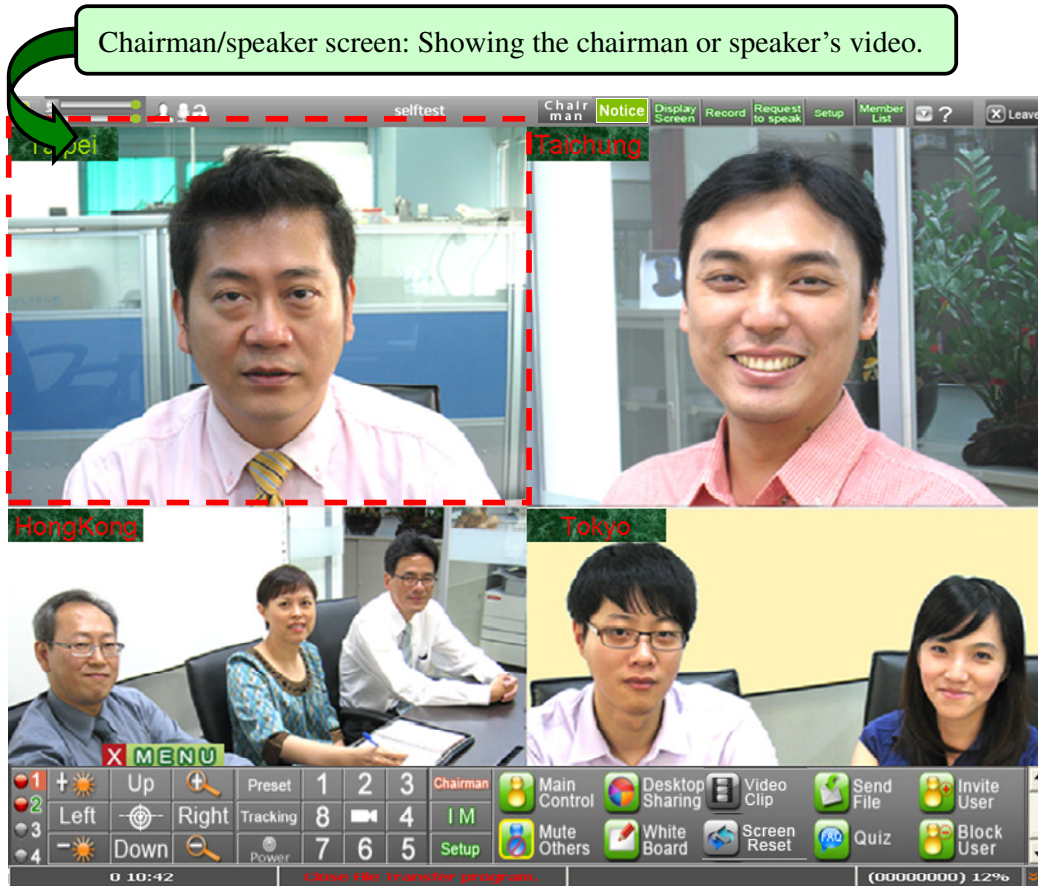 Chairman/speaker screen: Showing the chairman or speaker's video.
selftest
Chair man
Notice
Display Screen
Record
Request to speak
Setup
Member List
?
X Leave
Taipei
Taichung
HongKong
Tokyo
X MENU
1
Up
Preset
1 2 3
Chairman
Main Control
Desktop Sharing
Video Clip
Send File
Invite User
2
Left
Right
Tracking
8 4
I M
3
4
Down
Power
7 6 5
Setup
Mute Others
White Board
Screen Reset
FAQ
Quiz
Block User
0 10:42
Close File transfer program..
(00000000) 12%